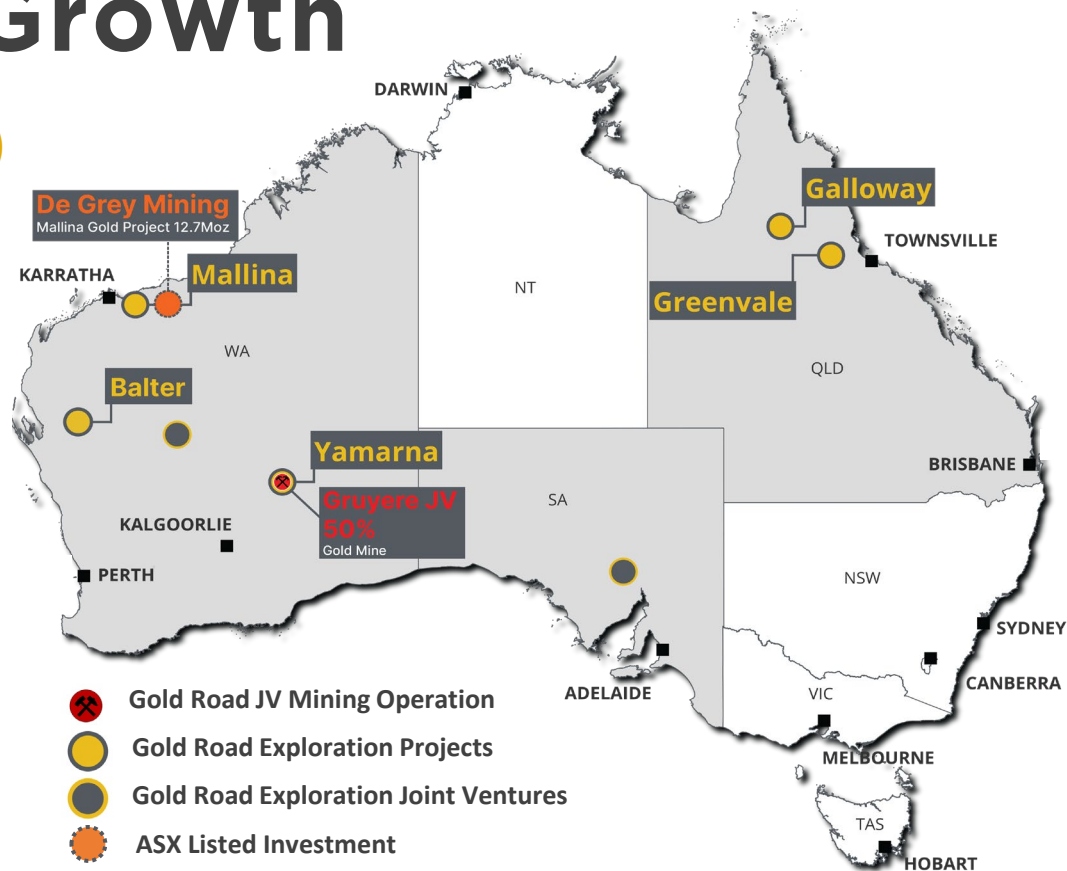 Growth
DARWIN
De Grey Mining
Mallina Gold Project 12.7Moz
Galloway
TOWNSVILLE
KARRATHA
Mallina
NT
Greenvale
WA
QLD
Balter
Yamarna
BRISBANE
Gruyere JV
50%
Gold Mine
SA
KALGOORLIE
PERTH
NSW
SYDNEY
CANBERRA
ADELAIDE
VIC
MELBOURNE
TAS
HOBART
Gold Road JV Mining Operation
Gold Road Exploration Projects
Gold Road Exploration Joint Ventures
ASX Listed Investment